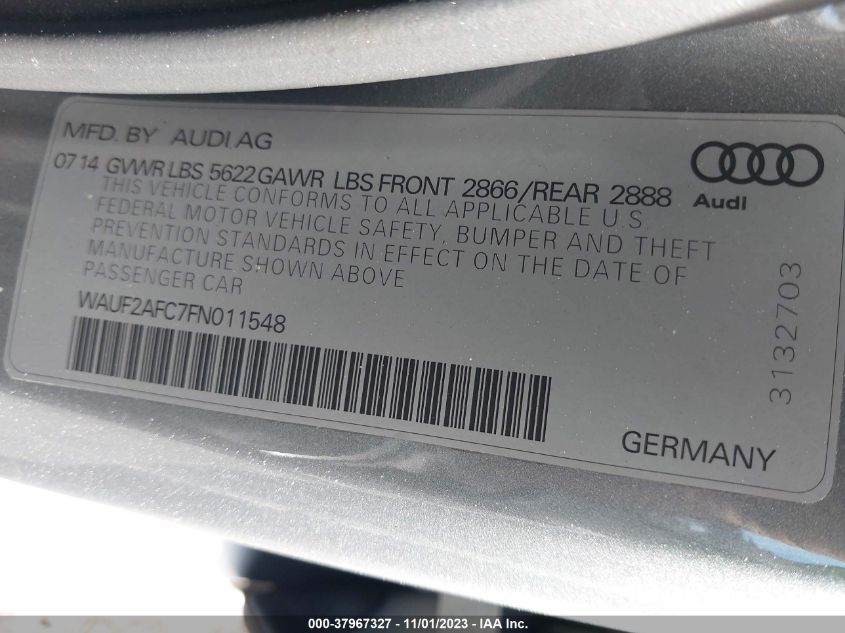 MFD. BY AUDI AG
07 14 GVWR LBS 5622 GAWR LBS FRONT 2866/REAR 2888
THIS VEHICLE CONFORMS TO ALL APPLICABLE U.S.
FEDERAL MOTOR VEHICLE SAFETY, BUMPER AND THEFT
PREVENTION STANDARDS IN EFFECT ON THE DATE OF
MANUFACTURE SHOWN ABOVE
PASSENGER CAR
WAUF2AFC7FN011548
Audi
3132703
GERMANY
000-37967327 - 11/01/2023 - IAA Inc.